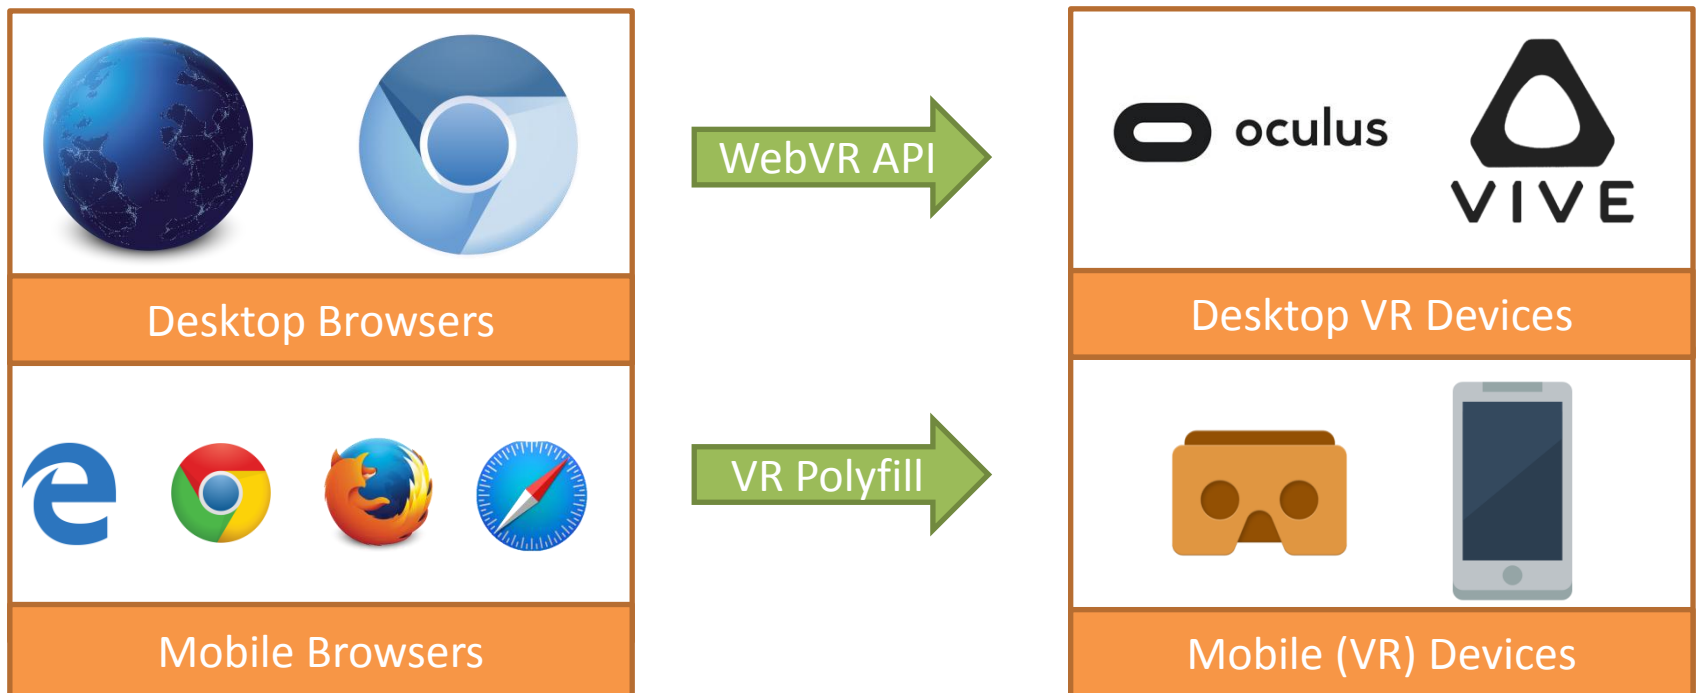 WebVR API
oculus
VIVE
Desktop Browsers
Desktop VR Devices
VR Polyfill
Mobile Browsers
Mobile (VR) Devices